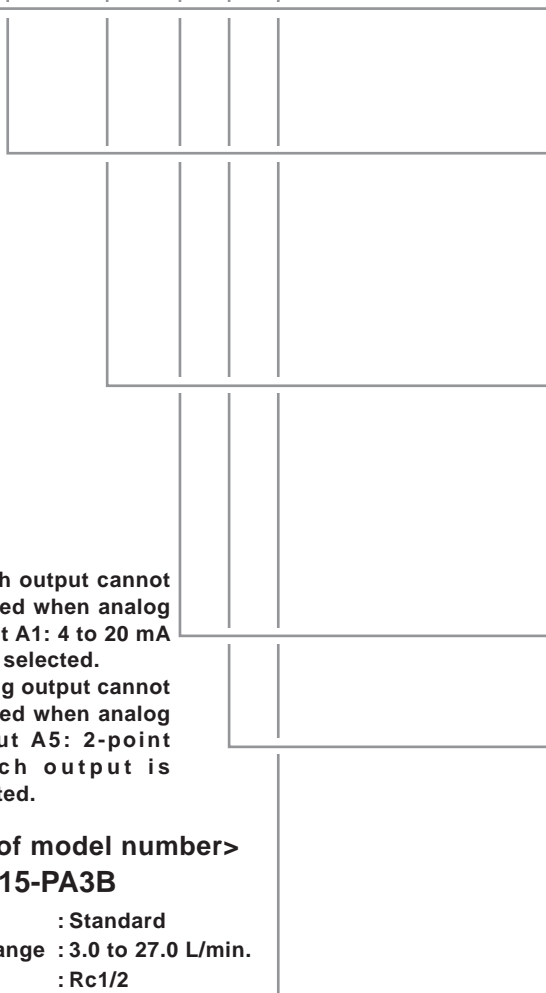 h output cannot
ed when analog
t A1: 4 to 20 mA
selected.
g output cannot
ed when analog
ut A5: 2-point
ch output is
ted.
of model number>
15-PA3B
: Standard
ange : 3.0 to 27.0 L/min.
: Rc1/2